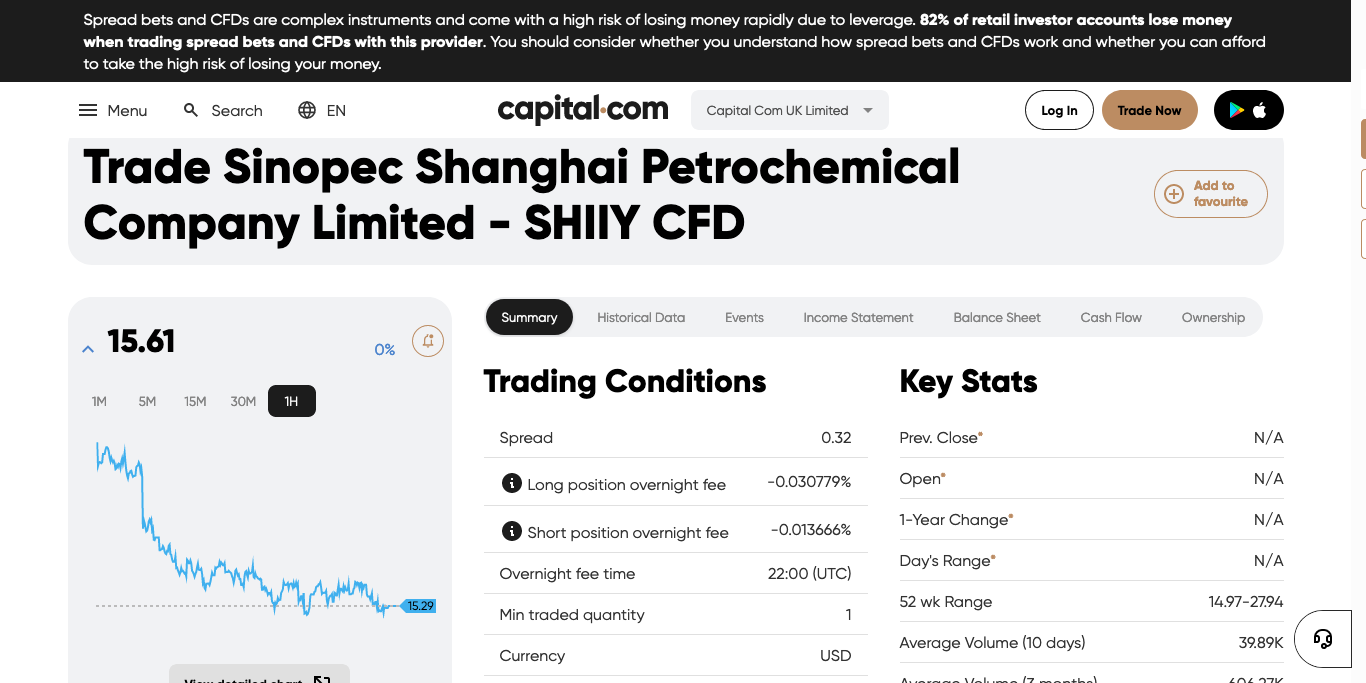 Spread bets and CFDs are complex instruments and come with a high risk of losing money rapidly due to leverage. 82% of retail investor accounts lose money
when trading spread bets and CFDs with this provider. You should consider whether you understand how spread bets and CFDs work and whether you can afford
to take the high risk of losing your money.
Menu
Search
EN
capital.com
Capital Com UK Limited
Log In
Trade Now
Trade Sinopec Shanghai Petrochemical
Company Limited - SHIIY CFD
Add to
favourite
15.61
0%
1M 5M 15M 30M 1H
15.29
View detailed chart
Summary Historical Data Events Income Statement Balance Sheet Cash Flow Ownership
Trading Conditions
Spread 0.32
Long position overnight fee -0.030779%
Short position overnight fee -0.013666%
Overnight fee time 22:00 (UTC)
Min traded quantity 1
Currency USD
Key Stats
Prev. Close* N/A
Open* N/A
1-Year Change* N/A
Day's Range* N/A
52 wk Range 14.97-27.94
Average Volume (10 days) 39.89K
Average Volume (3 months) 606.27K